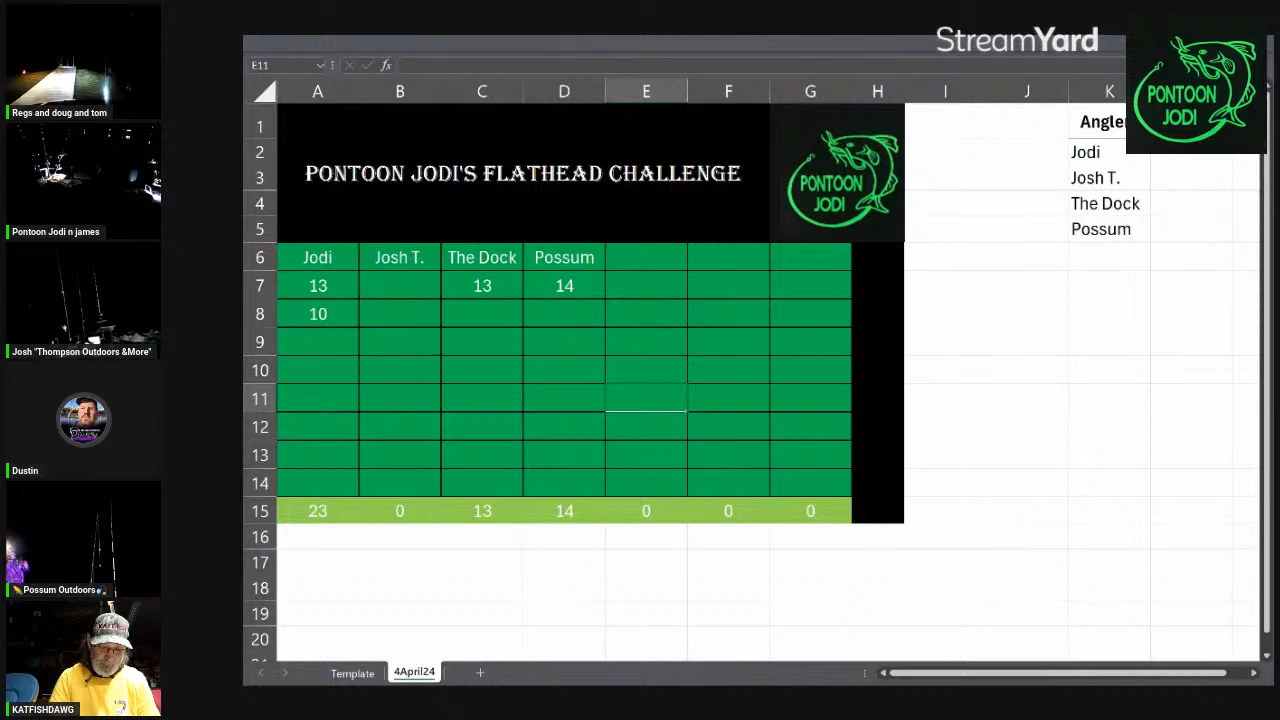 StreamYard
PONTOON
JODI
Regs and doug and tom
Pontoon Jodi n james
Josh "Thompson Outdoors &More"
Dustin
Possum Outdoors
KATFISHDAWG
E11
fx
A B C D E F G H I J K
1 Angler
2 Jodi
PONTOON JODI'S FLATHEAD CHALLENGE
PONTOON
JODI
3 Josh T.
4 The Dock
5 Possum
6 Jodi Josh T. The Dock Possum
7 13 13 14
8 10
9
10
11
12
13
14
15 23 0 13 14 0 0 0
16
17
18
19
20
Template 4April24 +